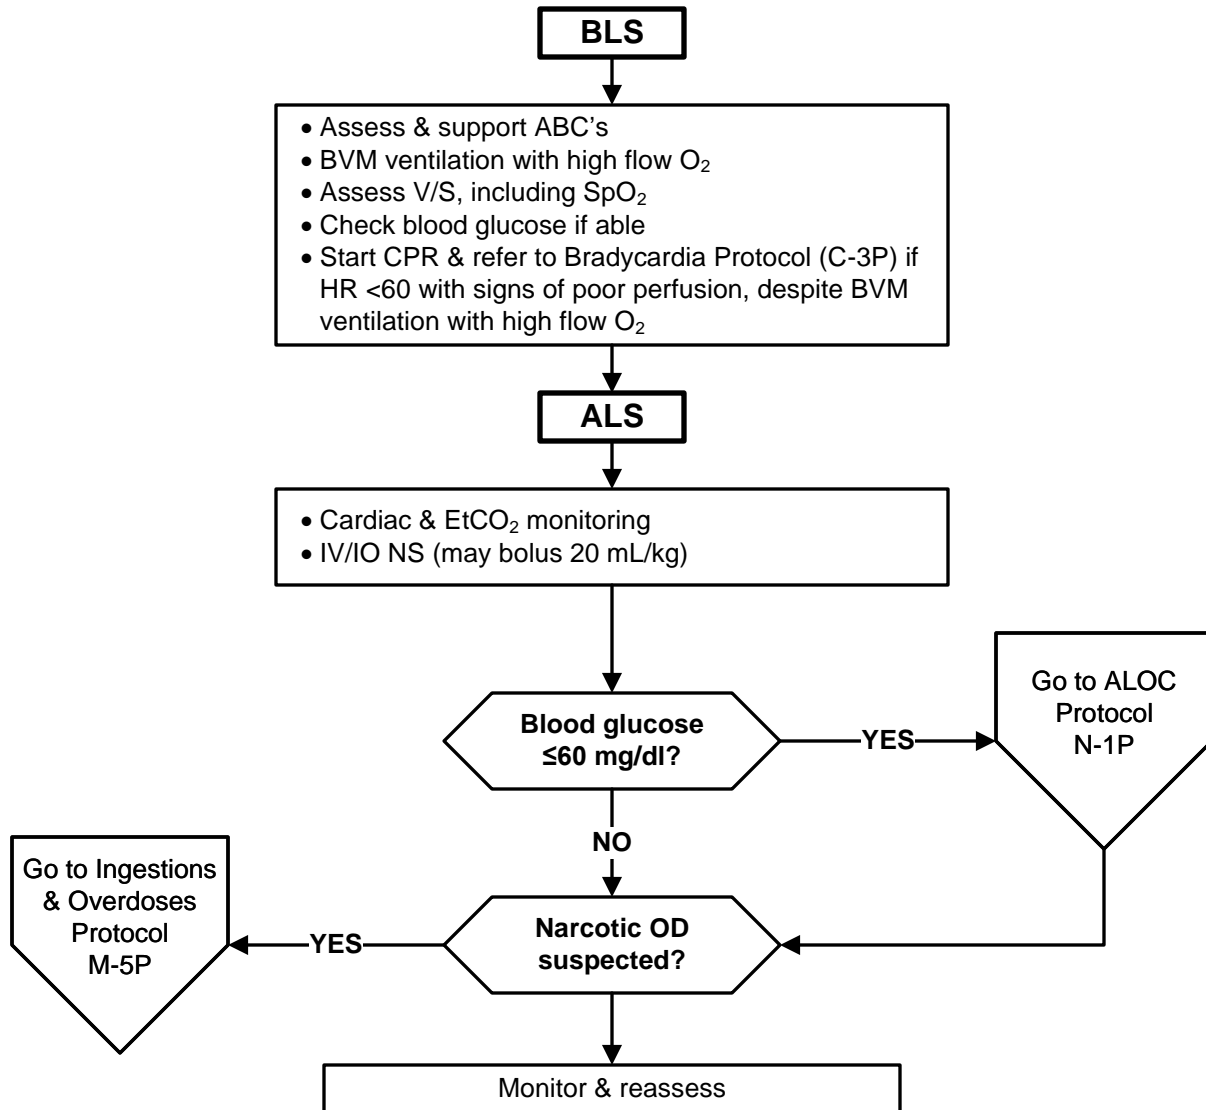 BLS
• Assess & support ABC’s
• BVM ventilation with high flow O₂
• Assess V/S, including SpO₂
• Check blood glucose if able
• Start CPR & refer to Bradycardia Protocol (C-3P) if
HR <60 with signs of poor perfusion, despite BVM
ventilation with high flow O₂
ALS
• Cardiac & EtCO₂ monitoring
• IV/IO NS (may bolus 20 mL/kg)
Blood glucose
≤60 mg/dl?
YES
Go to ALOC
Protocol
N-1P
NO
Narcotic OD
suspected?
YES
Go to Ingestions
& Overdoses
Protocol
M-5P
Monitor & reassess